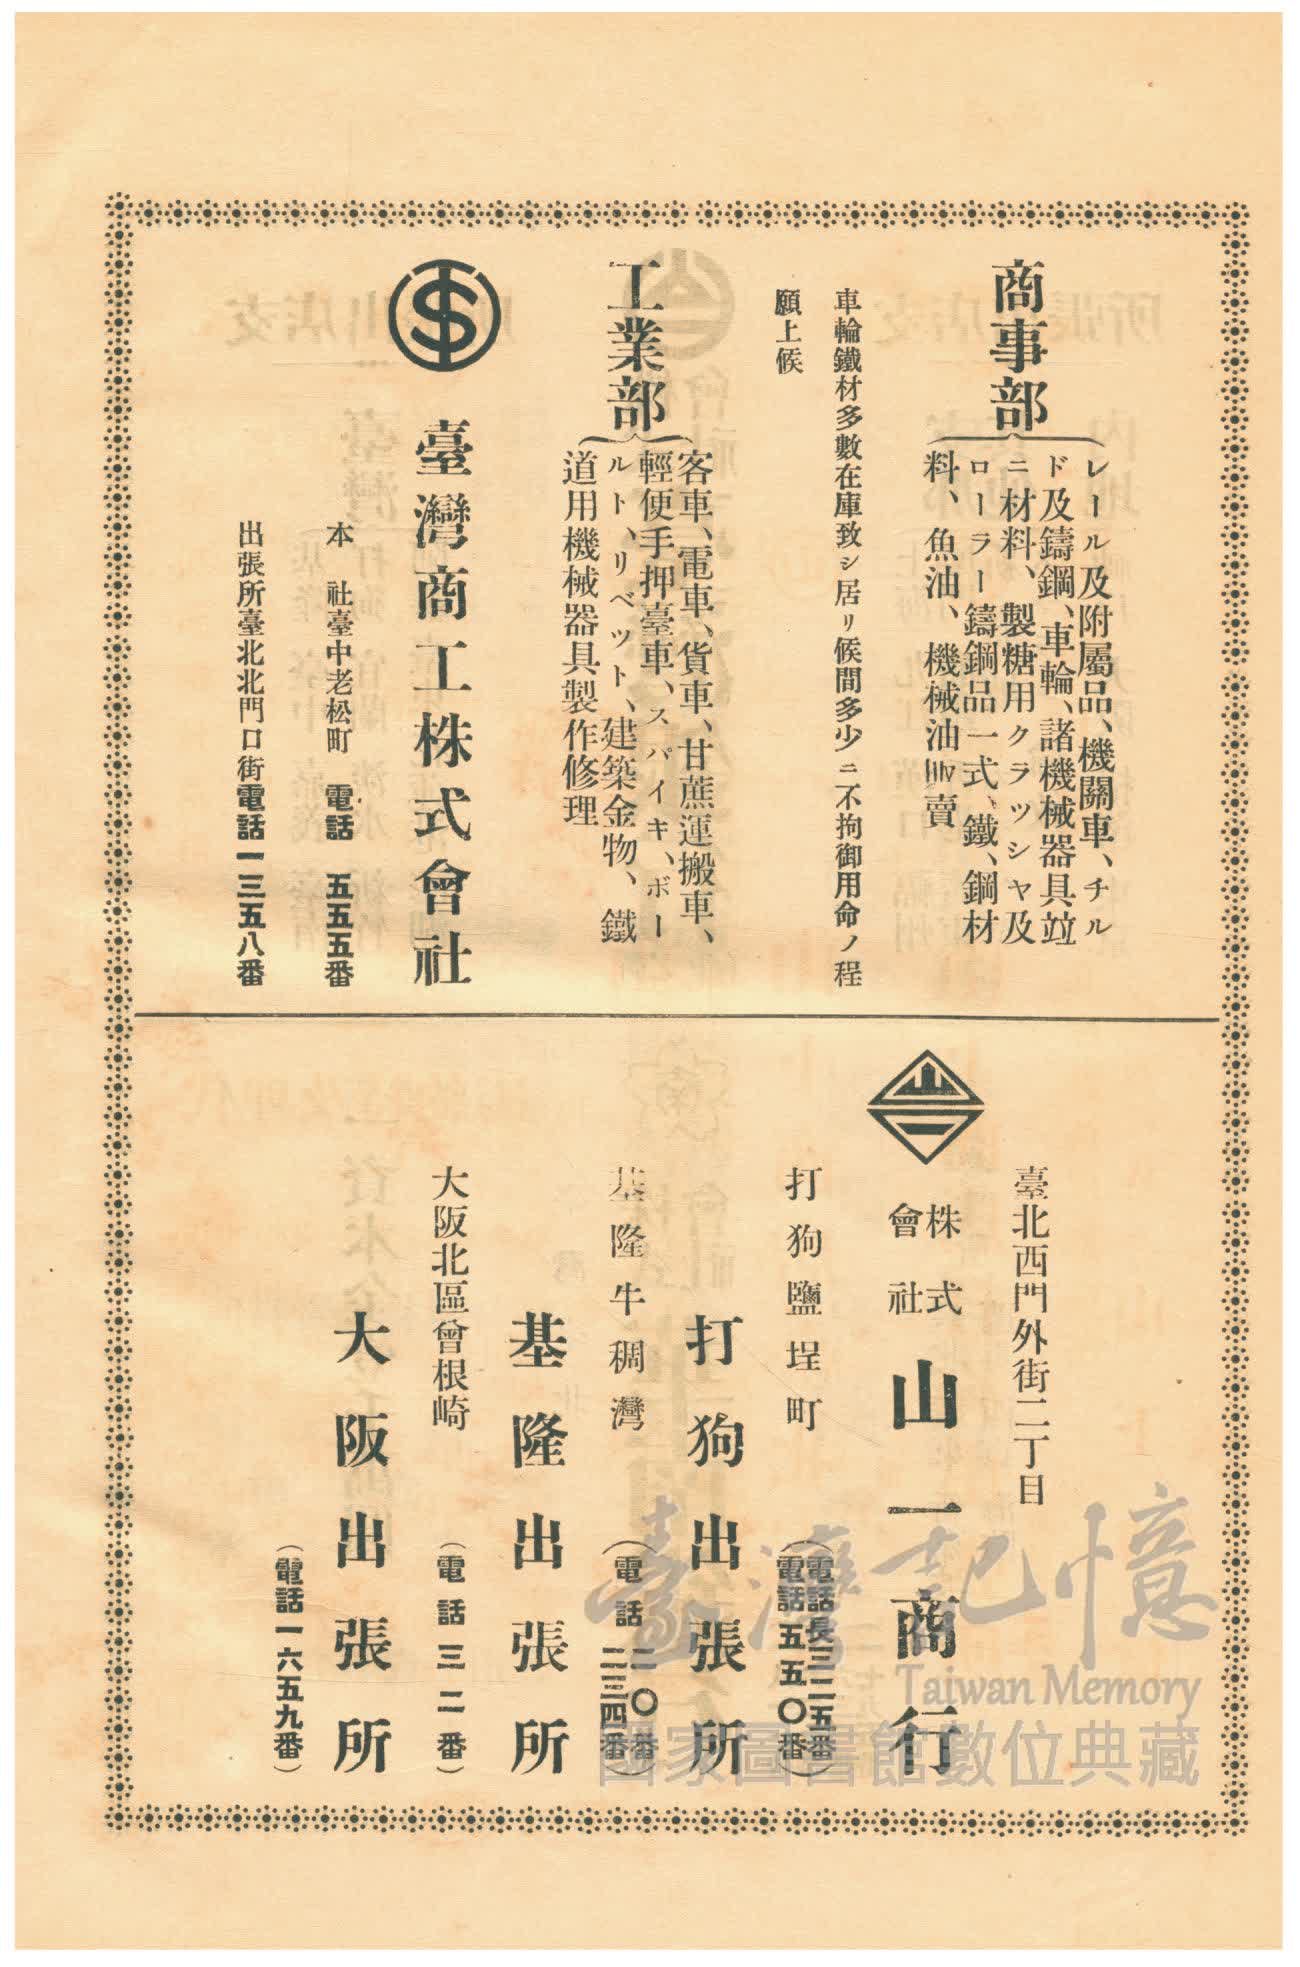 商事部
レール及附屬品、機關車、チル
ド及鑄鋼、車輪、諸機械器具竝
ニ材料、製糖用クラツシヤ及
ローラー鑄鋼品一式、鐵、鋼材
料、魚油、機械油販賣
車輪鐵材多數在庫致シ居リ候間多少ニ不拘御用命ノ程
願上候
工業部
客車、電車、貨車、甘蔗運搬車、
輕便手押臺車、スパイキ、ボー
ルト、リベツト、建築金物、鐵
道用機械器具製作修理
臺灣商工株式會社
本 社臺中老松町 電話 五五五番
出張所臺北北門口街電話一三五八番
臺北西門外街二丁目
株式會社 山一商行
(電話長三二五番
電話五五〇番)
打狗鹽埕町
打狗出張所
(電話二一〇番
二三四番)
基隆牛稠灣
基隆出張所
(電話三二番)
大阪北區曾根崎
大阪出張所
(電話一六五九番)
臺灣記憶
Taiwan Memory
國家圖書館數位典藏